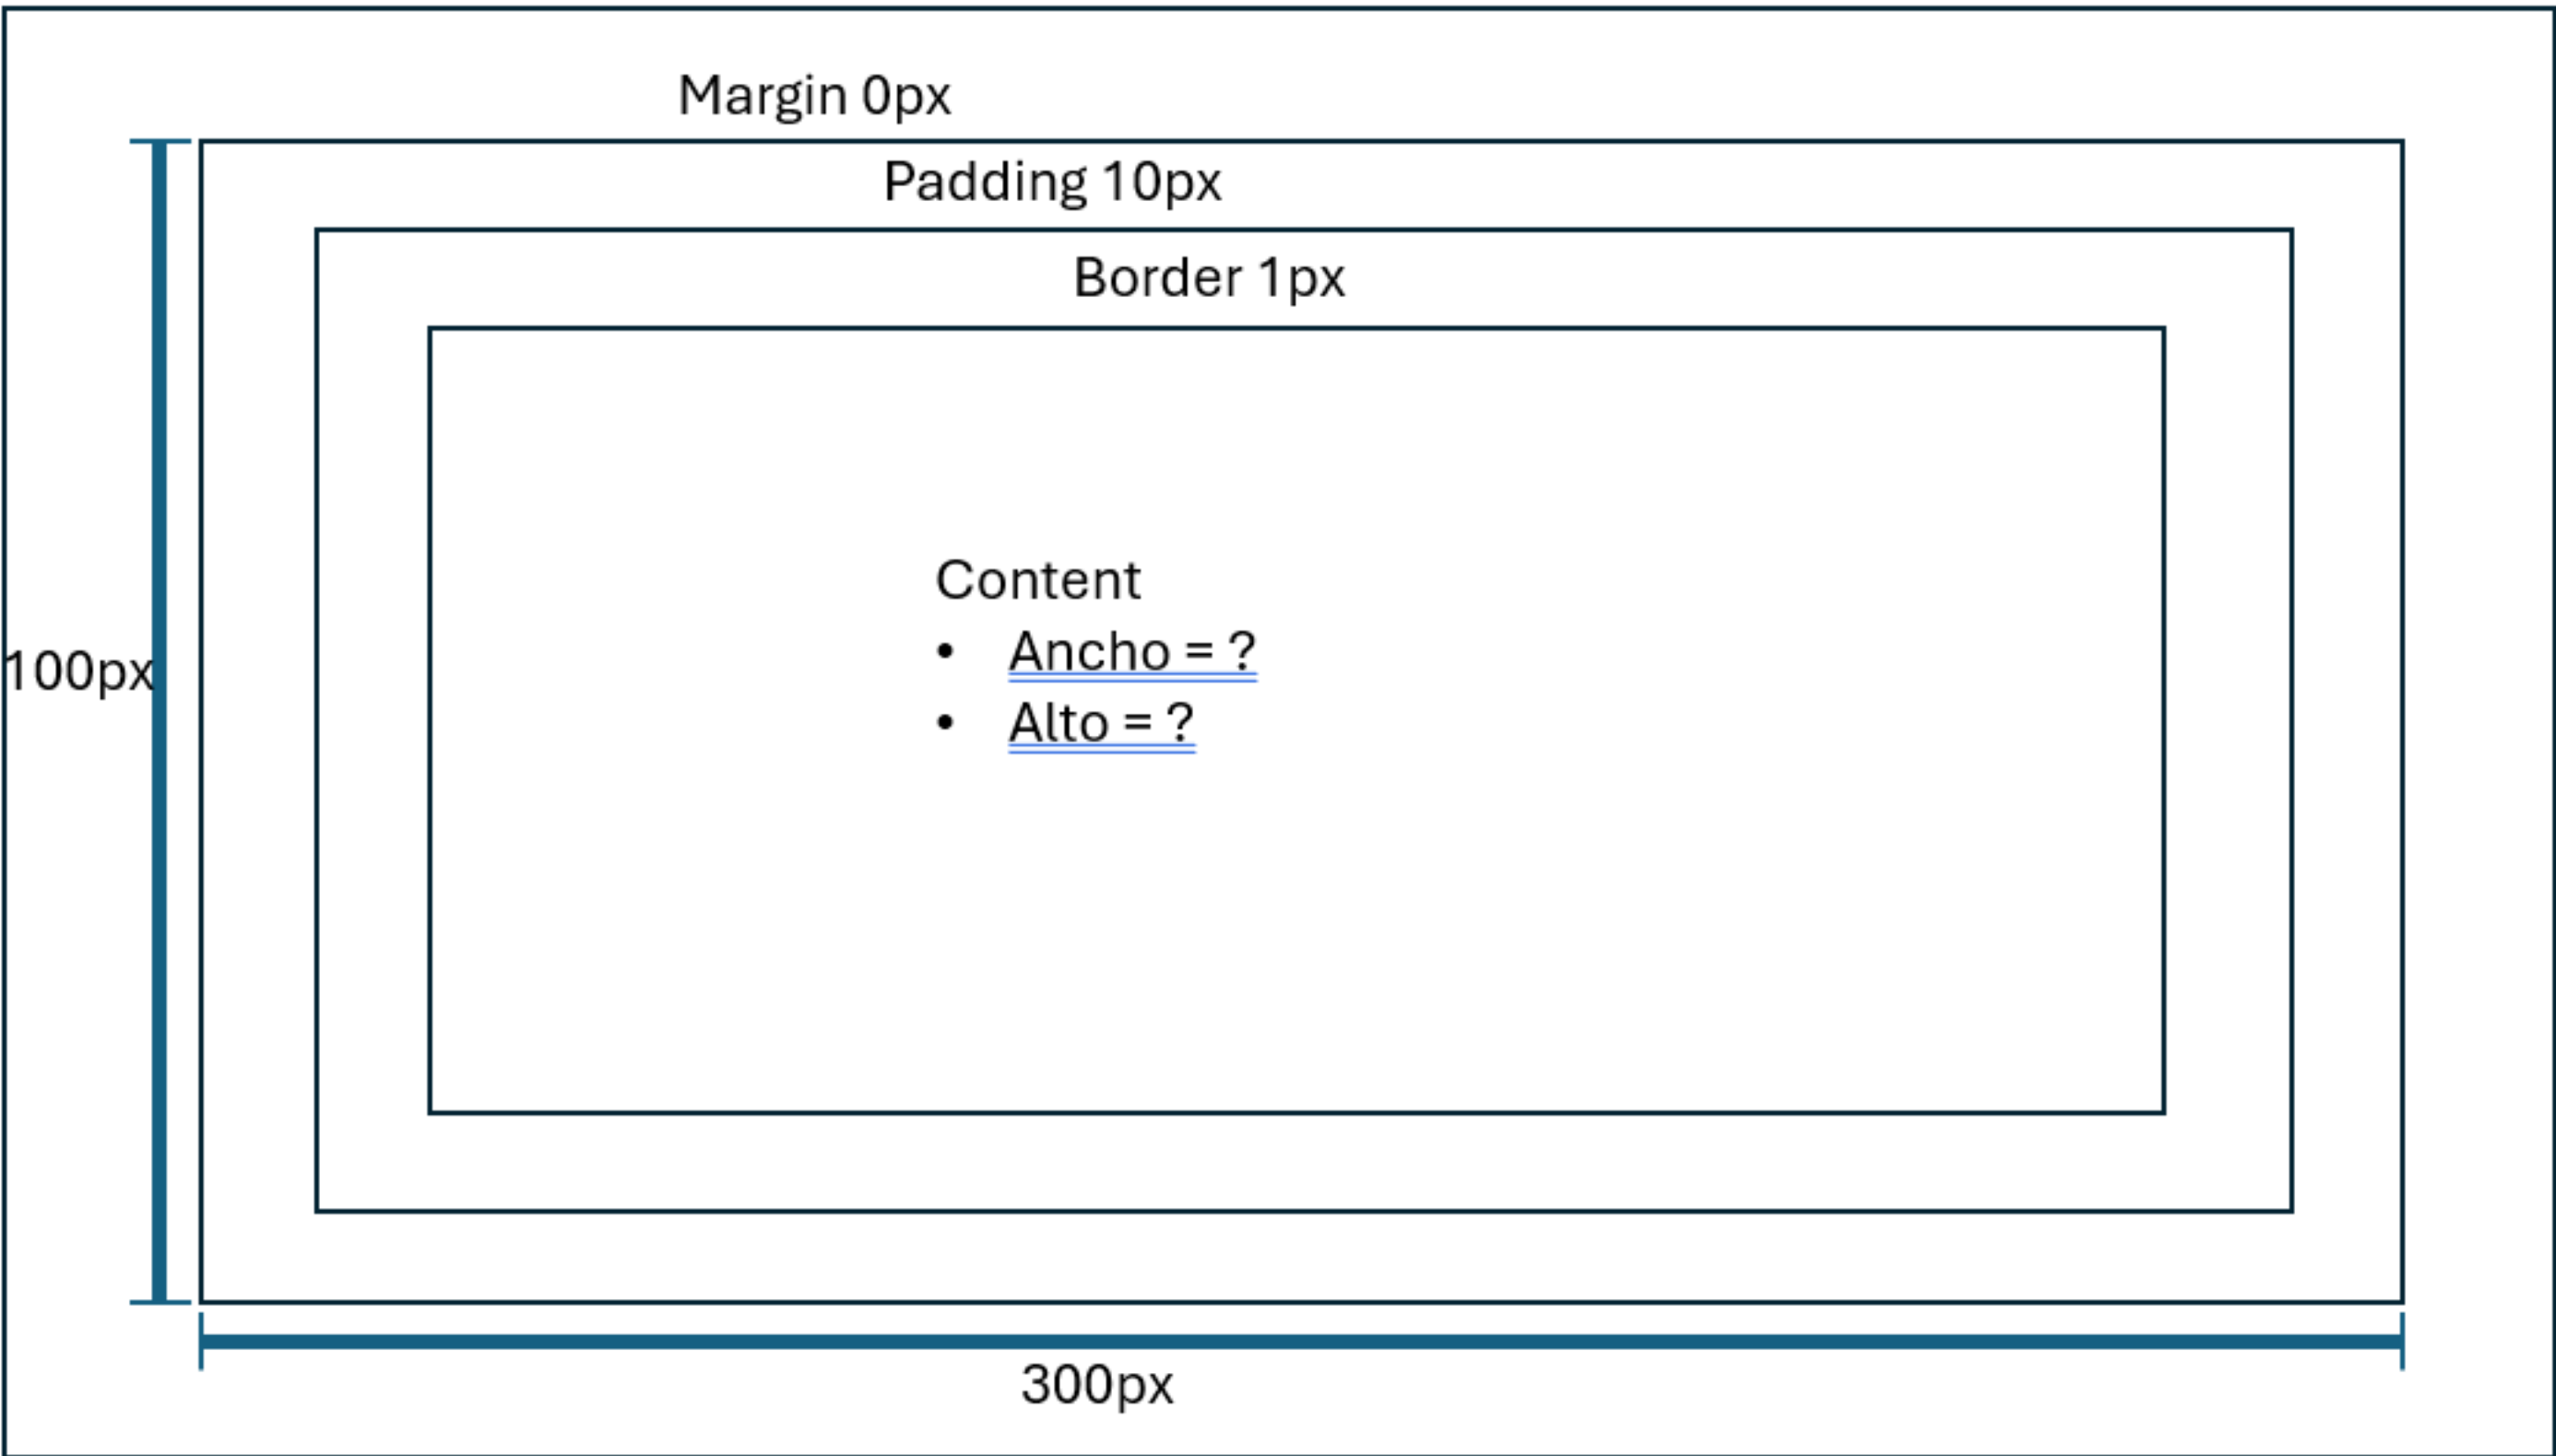 Margin 0px
Padding 10px
Border 1px
Content
• Ancho = ?
• Alto = ?
100px
300px